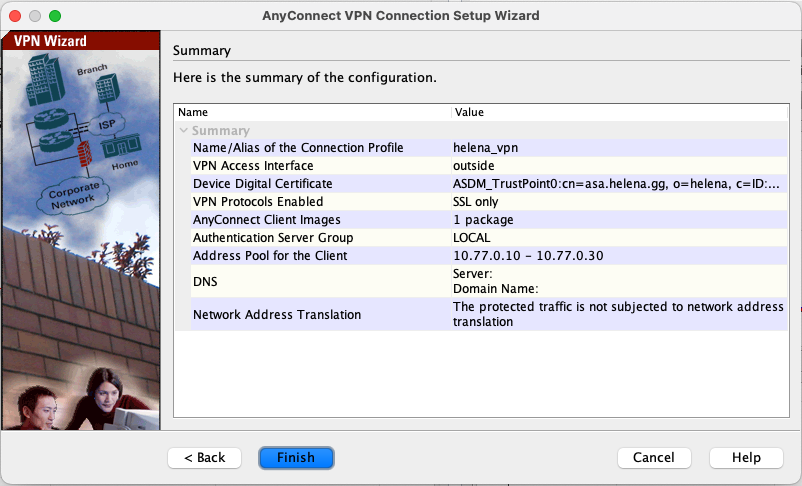 AnyConnect VPN Connection Setup Wizard
VPN Wizard
Branch
ISP
Home
Corporate
Network
Summary
Here is the summary of the configuration.
Name Value
Summary
Name/Alias of the Connection Profile helena_vpn
VPN Access Interface outside
Device Digital Certificate ASDM_TrustPoint0:cn=asa.helena.gg, o=helena, c=ID:...
VPN Protocols Enabled SSL only
AnyConnect Client Images 1 package
Authentication Server Group LOCAL
Address Pool for the Client 10.77.0.10 - 10.77.0.30
DNS Server:
Domain Name:
Network Address Translation The protected traffic is not subjected to network address
translation
< Back Finish Cancel Help